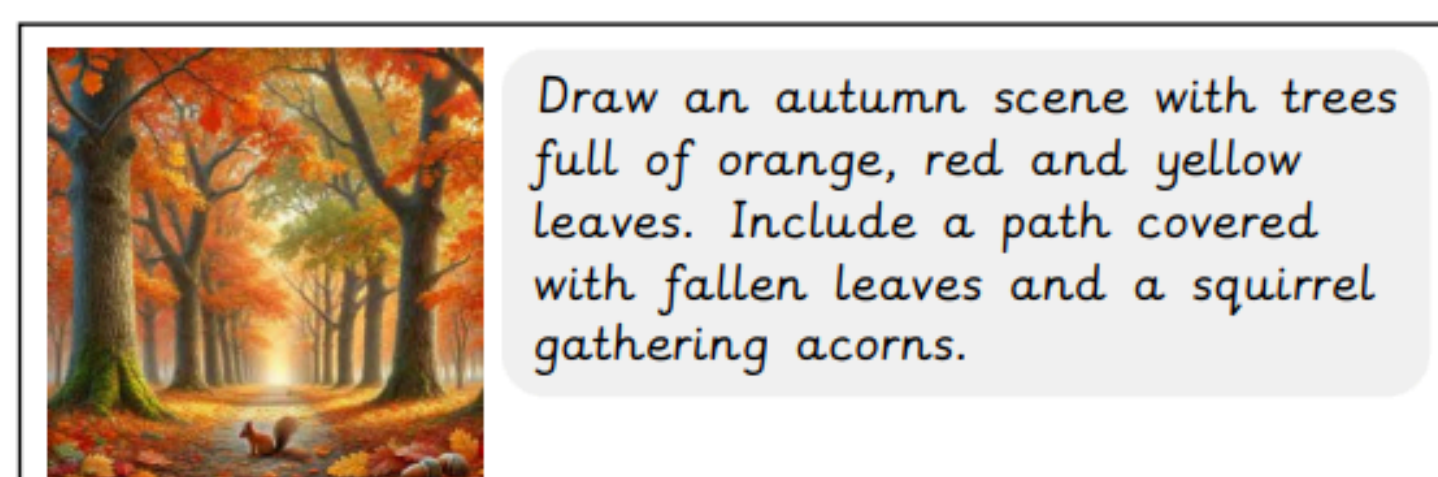 Draw an autumn scene with trees
full of orange, red and yellow
leaves. Include a path covered
with fallen leaves and a squirrel
gathering acorns.